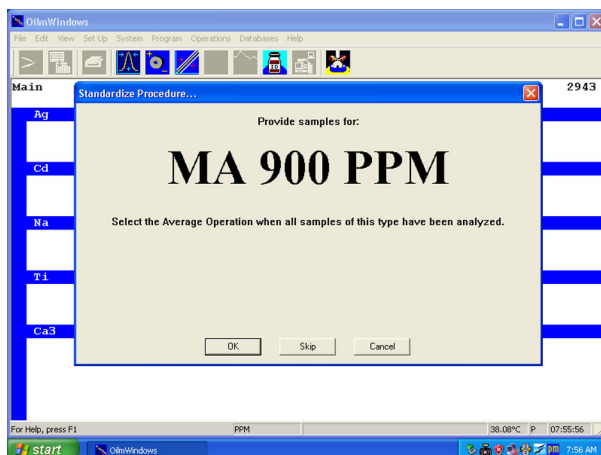 OilmWindows
File Edit View Set Up System Program Operations Databases Help
Main
2943
Standardize Procedure...
Provide samples for:
MA 900 PPM
Select the Average Operation when all samples of this type have been analyzed.
Ag
Cd
Na
Ti
Ca3
OK Skip Cancel
For Help, press F1 PPM 38.08°C P 07:55:56
start OilmWindows 7:56 AM